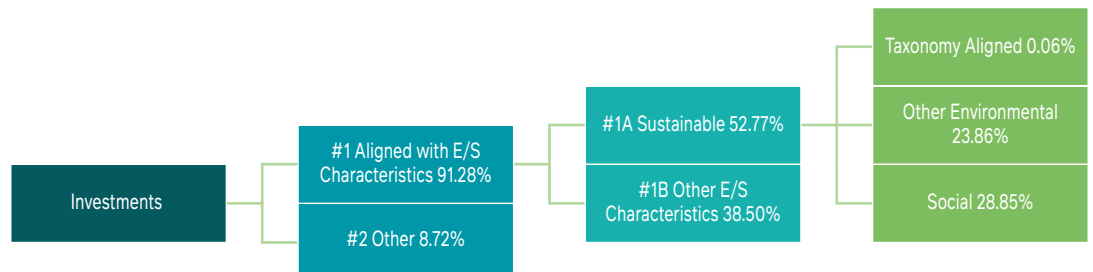 Investments
#1 Aligned with E/S
Characteristics 91.28%
#2 Other 8.72%
#1A Sustainable 52.77%
#1B Other E/S
Characteristics 38.50%
Taxonomy Aligned 0.06%
Other Environmental
23.86%
Social 28.85%